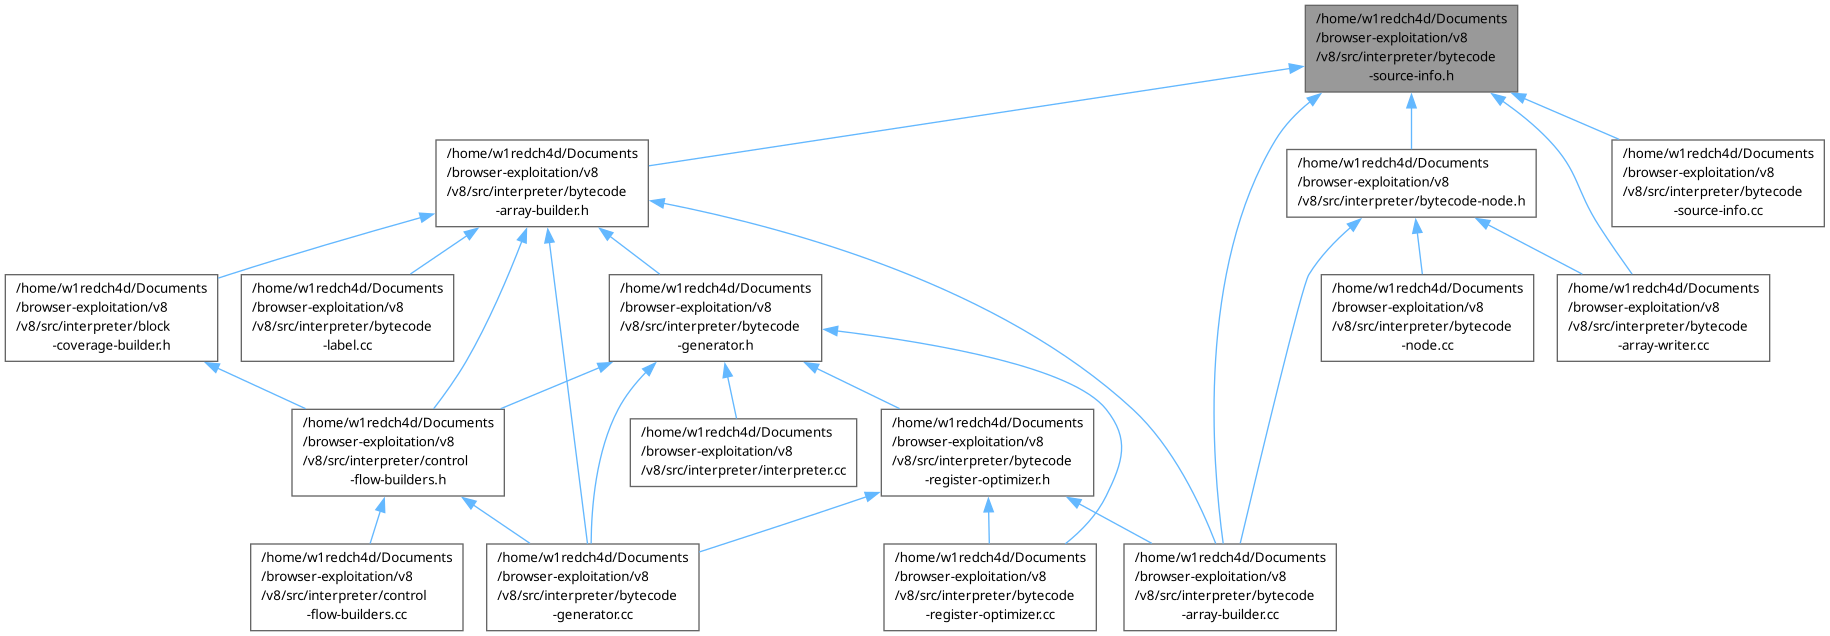 /home/w1redch4d/Documents
/browser-exploitation/v8
/v8/src/interpreter/bytecode
-source-info.h
/home/w1redch4d/Documents
/browser-exploitation/v8
/v8/src/interpreter/bytecode
-array-builder.h
/home/w1redch4d/Documents
/browser-exploitation/v8
/v8/src/interpreter/bytecode-node.h
/home/w1redch4d/Documents
/browser-exploitation/v8
/v8/src/interpreter/bytecode
-source-info.cc
/home/w1redch4d/Documents
/browser-exploitation/v8
/v8/src/interpreter/block
-coverage-builder.h
/home/w1redch4d/Documents
/browser-exploitation/v8
/v8/src/interpreter/bytecode
-label.cc
/home/w1redch4d/Documents
/browser-exploitation/v8
/v8/src/interpreter/bytecode
-generator.h
/home/w1redch4d/Documents
/browser-exploitation/v8
/v8/src/interpreter/bytecode
-node.cc
/home/w1redch4d/Documents
/browser-exploitation/v8
/v8/src/interpreter/bytecode
-array-writer.cc
/home/w1redch4d/Documents
/browser-exploitation/v8
/v8/src/interpreter/control
-flow-builders.h
/home/w1redch4d/Documents
/browser-exploitation/v8
/v8/src/interpreter/interpreter.cc
/home/w1redch4d/Documents
/browser-exploitation/v8
/v8/src/interpreter/bytecode
-register-optimizer.h
/home/w1redch4d/Documents
/browser-exploitation/v8
/v8/src/interpreter/control
-flow-builders.cc
/home/w1redch4d/Documents
/browser-exploitation/v8
/v8/src/interpreter/bytecode
-generator.cc
/home/w1redch4d/Documents
/browser-exploitation/v8
/v8/src/interpreter/bytecode
-register-optimizer.cc
/home/w1redch4d/Documents
/browser-exploitation/v8
/v8/src/interpreter/bytecode
-array-builder.cc